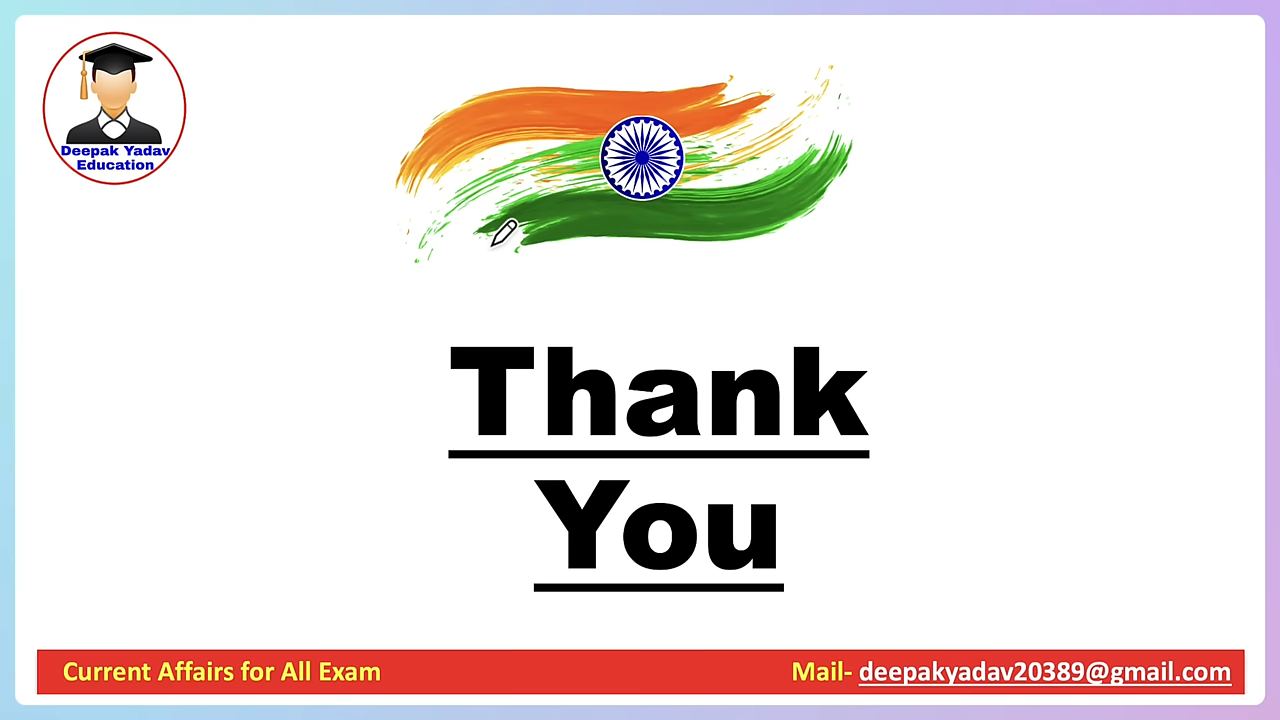 Deepak Yadav
Education
Thank
You
Current Affairs for All Exam
Mail- deepakyadav20389@gmail.com